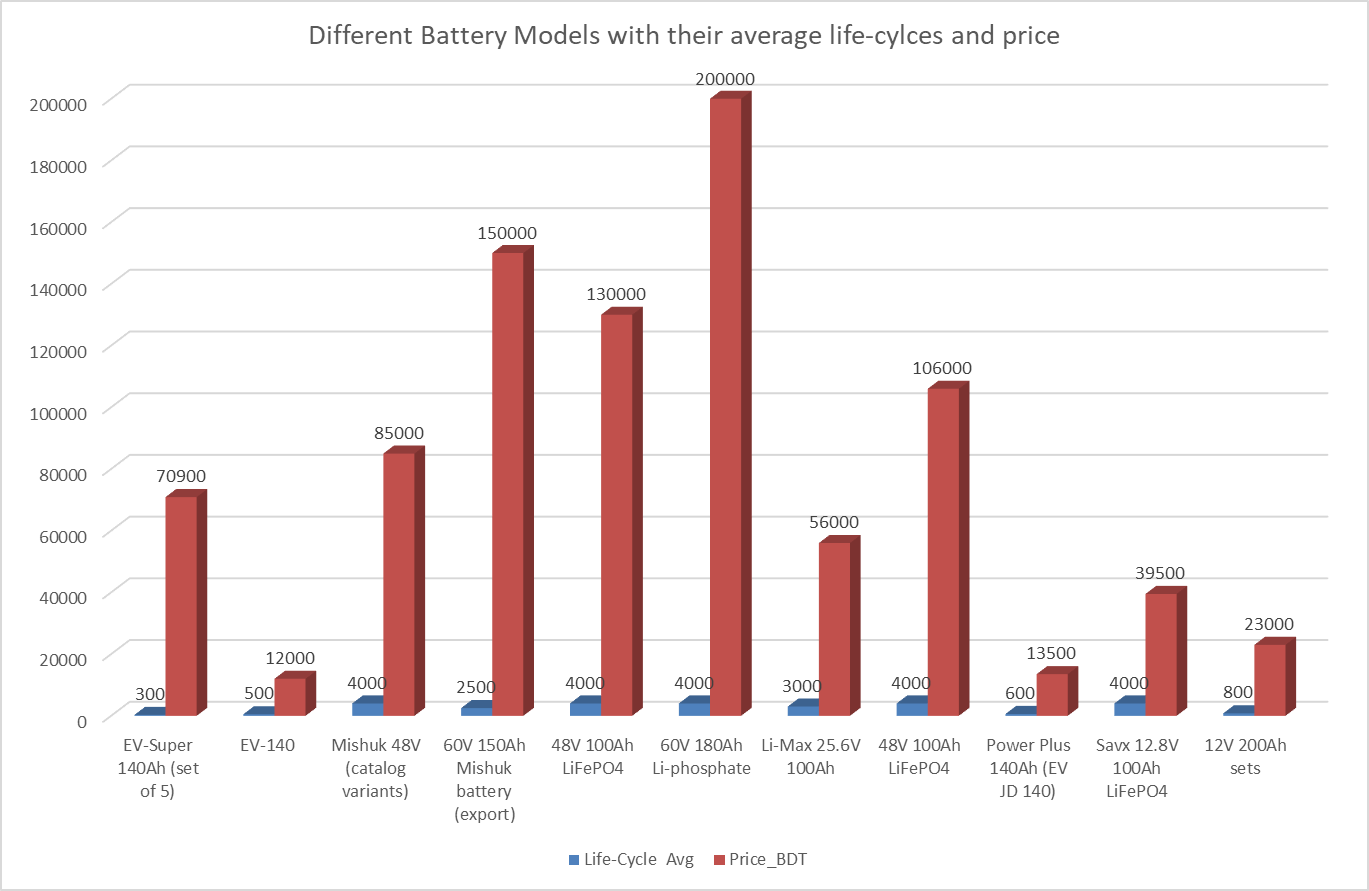 Different Battery Models with their average life-cylces and price
200000
180000
160000
140000
120000
100000
80000
60000
40000
20000
0
300
70900
500
12000
4000
85000
2500
150000
4000
130000
4000
200000
3000
56000
4000
106000
600
13500
4000
39500
800
23000
EV-Super
140Ah (set
of 5)
EV-140
Mishuk 48V
(catalog
variants)
60V 150Ah
Mishuk
battery
(export)
48V 100Ah
LiFePO4
60V 180Ah
Li-phosphate
Li-Max 25.6V
100Ah
48V 100Ah
LiFePO4
Power Plus
140Ah (EV
JD 140)
Savx 12.8V
100Ah
LiFePO4
12V 200Ah
sets
Life-Cycle Avg
Price_BDT